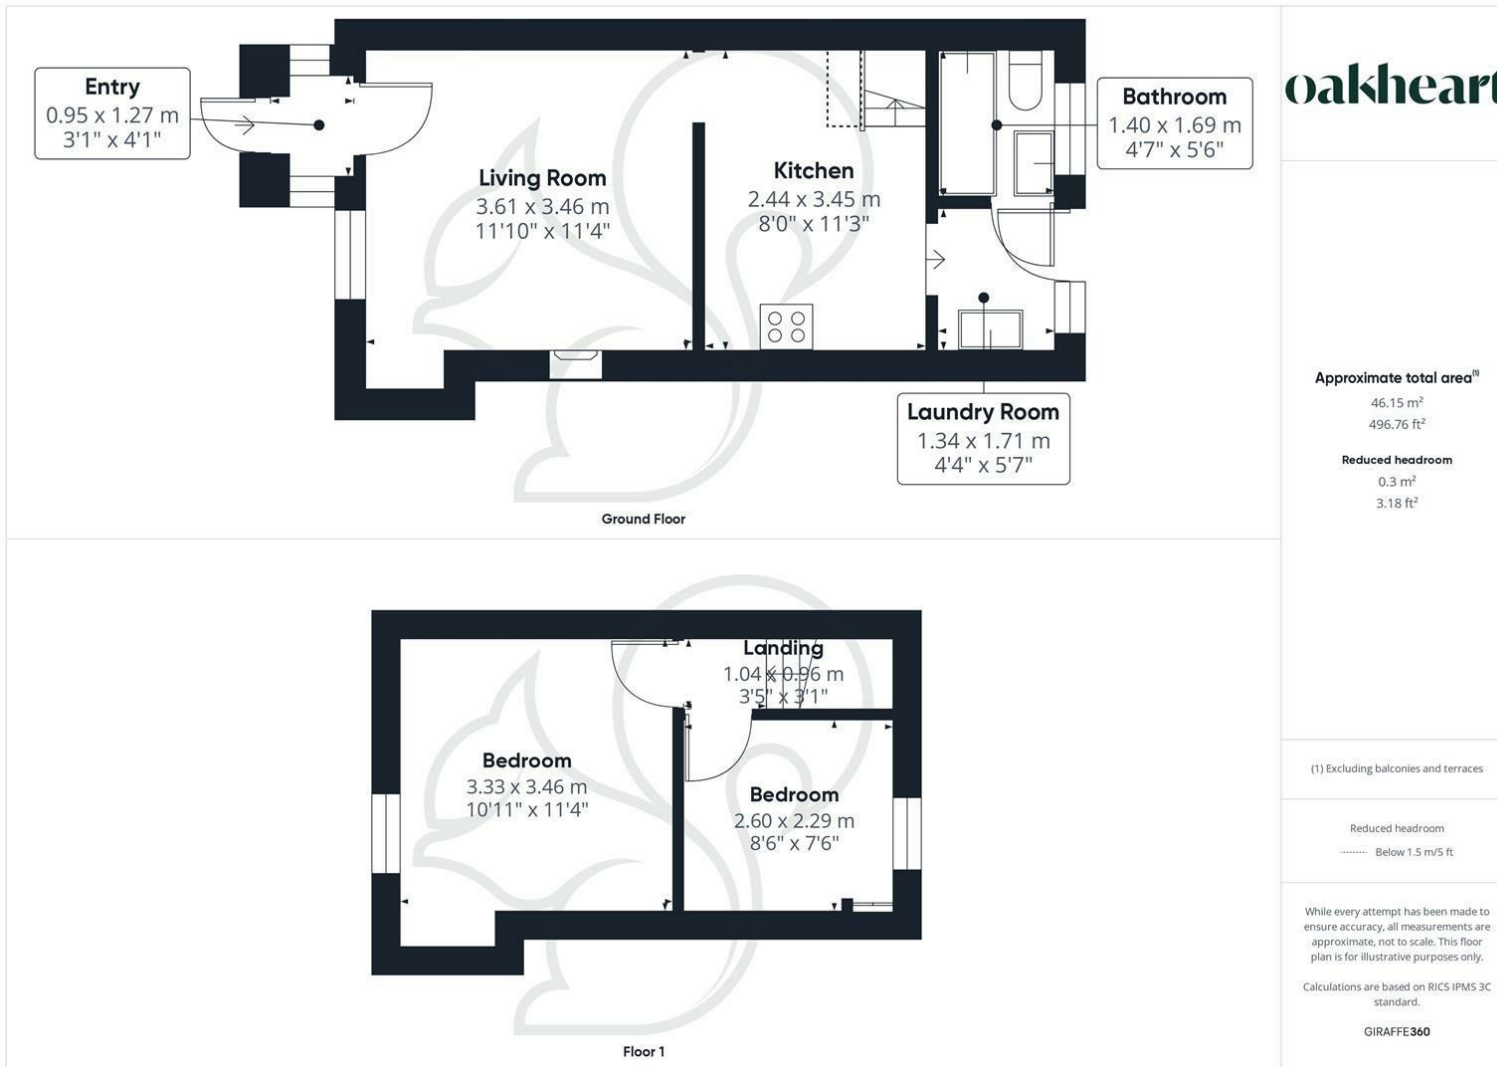 Entry
0.95 x 1.27 m
3'1" x 4'1"
Living Room
3.61 x 3.46 m
11'10" x 11'4"
Kitchen
2.44 x 3.45 m
8'0" x 11'3"
Bathroom
1.40 x 1.69 m
4'7" x 5'6"
Laundry Room
1.34 x 1.71 m
4'4" x 5'7"
Ground Floor
Landing
1.04 x 0.96 m
3'5" x 3'1"
Bedroom
3.33 x 3.46 m
10'11" x 11'4"
Bedroom
2.60 x 2.29 m
8'6" x 7'6"
Floor 1
oakheart
Approximate total area(1)
46.15 m²
496.76 ft²
Reduced headroom
0.3 m²
3.18 ft²
(1) Excluding balconies and terraces
Reduced headroom
Below 1.5 m/5 ft
While every attempt has been made to
ensure accuracy, all measurements are
approximate, not to scale. This floor
plan is for illustrative purposes only.
Calculations are based on RICS IPMS 3C
standard.
GIRAFFE360